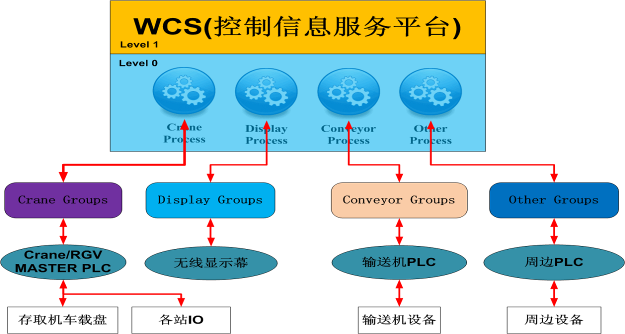 WCS(控制信息服务平台)
Level 1
Level 0
Crane Process
Display Process
Conveyor Process
Other Process
Crane Groups
Display Groups
Conveyor Groups
Other Groups
Crane/RGV
MASTER PLC
无线显示幕
输送机PLC
周边PLC
存取机车载盘
各站IO
输送机设备
周边设备